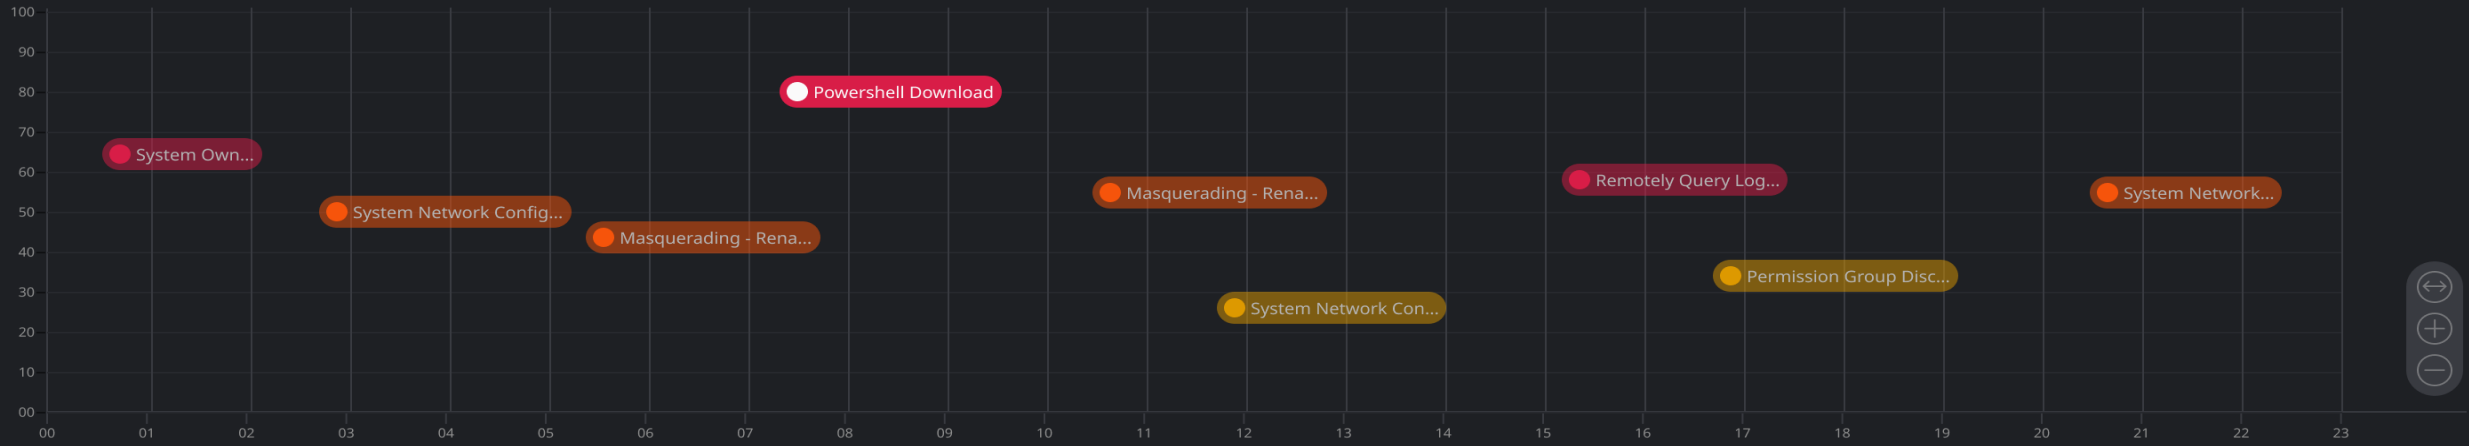 100
90
80
70
60
50
40
30
20
10
00
Powershell Download
System Own...
Remotely Query Log...
Masquerading - Rena...
System Network...
System Network Config...
Masquerading - Rena...
Permission Group Disc...
System Network Con...
00 01 02 03 04 05 06 07 08 09 10 11 12 13 14 15 16 17 18 19 20 21 22 23